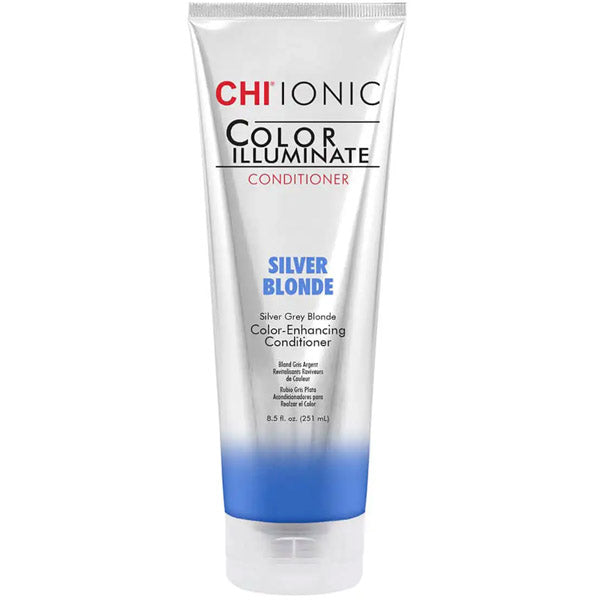 CHI® IONIC
COLOR
ILLUMINATE
CONDITIONER
SILVER
BLONDE
Silver Grey Blonde
Color-Enhancing
Conditioner
Blond Gris Argent
Revitalisants Raviveurs
de Couleur
Rubio Gris Plata
Acondicionadores para
Realzar el Color
8.5 fl. oz. (251 mL)